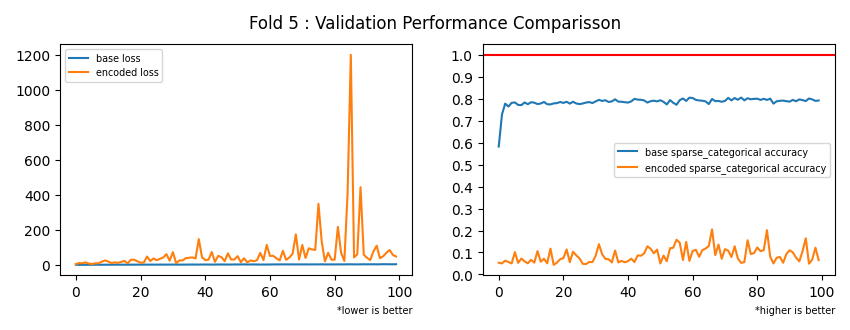 Fold 5 : Validation Performance Comparisson
base loss
encoded loss
1200
1000
800
600
400
200
0
0 20 40 60 80 100
*lower is better
1.0
0.9
0.8
0.7
0.6
0.5
0.4
0.3
0.2
0.1
0.0
base sparse_categorical accuracy
encoded sparse_categorical accuracy
0 20 40 60 80 100
*higher is better